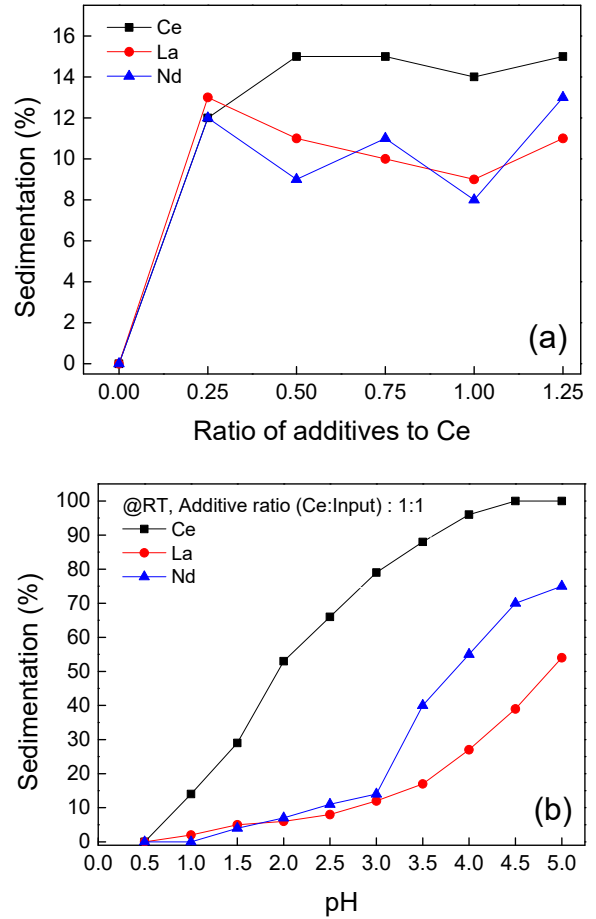 Ce
La
Nd
16
14
12
10
8
6
4
2
0
Sedimentation (%)
(a)
0.00 0.25 0.50 0.75 1.00 1.25
Ratio of additives to Ce
@RT, Additive ratio (Ce:Input) : 1:1
Ce
La
Nd
100
90
80
70
60
50
40
30
20
10
0
Sedimentation (%)
(b)
0.0 0.5 1.0 1.5 2.0 2.5 3.0 3.5 4.0 4.5 5.0
pH